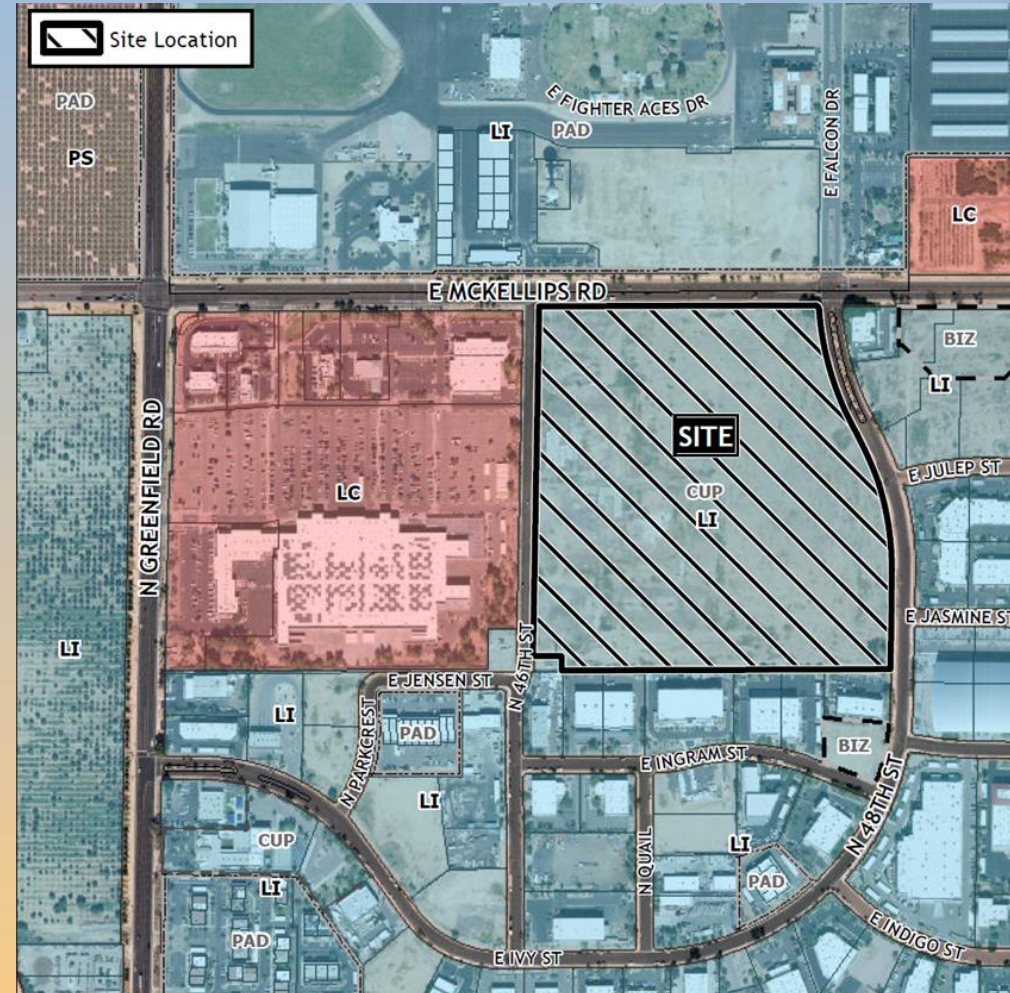 Site Location
PAD
PS
E FIGHTER ACES DR
LI
PAD
E FALCON DR
LC
E MCKELLIPS RD
BIZ
LI
N GREENFIELD RD
SITE
E JULEP ST
LC
CUP
LI
E JASMINE ST
LI
E JENSEN ST
N 46TH ST
LI
PAD
N PARKCREST
BIZ
E INGRAM ST
N 48TH ST
LI
CUP
LI
N QUAIL
LI
PAD
PAD
E INDIGO ST
E IVY ST